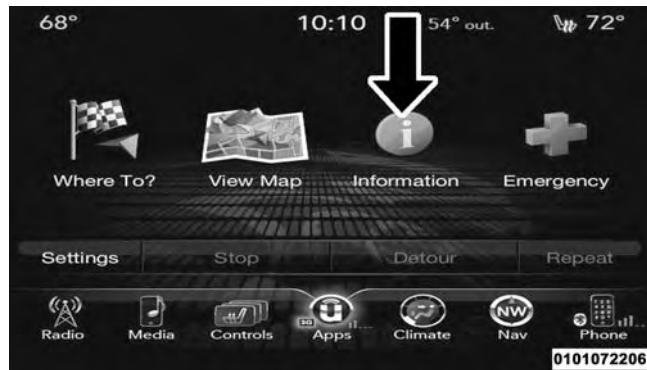 68° 10:10 54° out. 72°
i
Where To? View Map Information Emergency
Settings Stop Detour Repeat
NW
3G
Radio Media Controls Apps Climate Nav Phone
0101072206